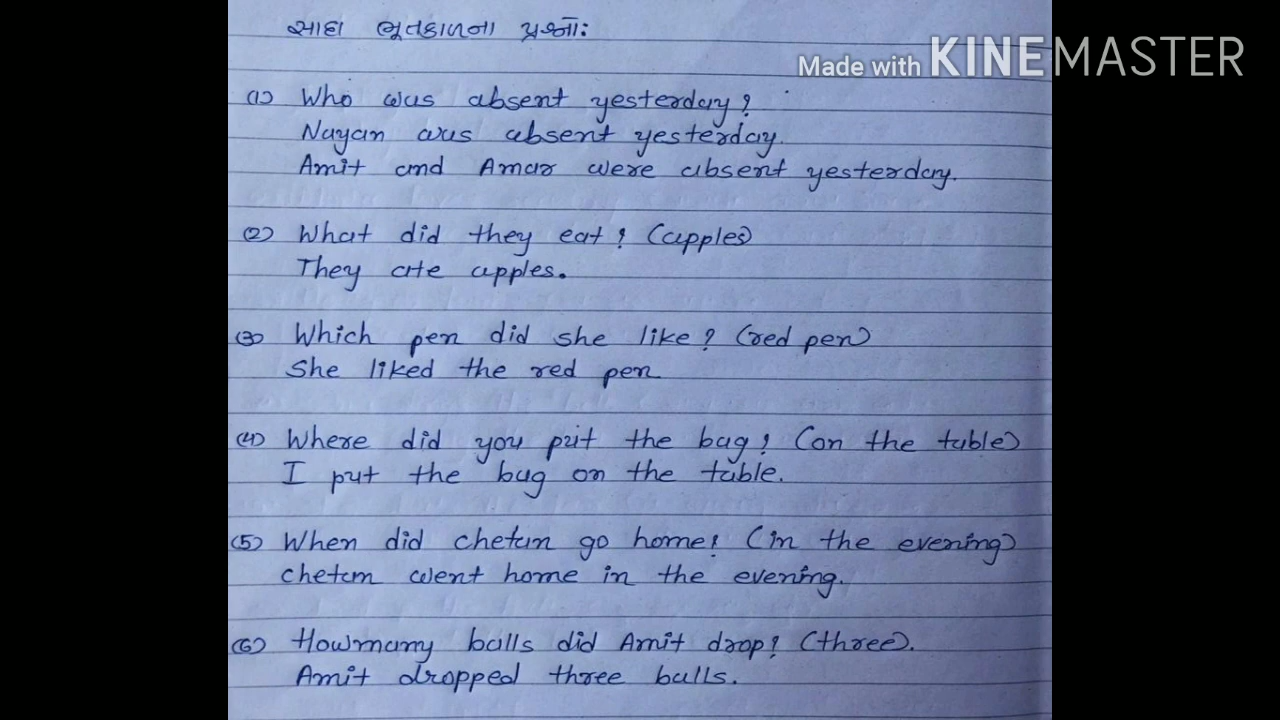 સાદા ભૂતકાળના પ્રશ્નો:
Made with KINEMASTER
(1) Who was absent yesterday?
Nayan was absent yesterday.
Amit and Amar were absent yesterday.
(2) What did they eat? (apples)
They ate apples.
(3) Which pen did she like? (red pen)
She liked the red pen
(4) Where did you put the bag? (on the table)
I put the bag on the table.
(5) When did chetan go home? (in the evening)
chetan went home in the evening.
(6) Howmany balls did Amit drop? (three).
Amit dropped three balls.